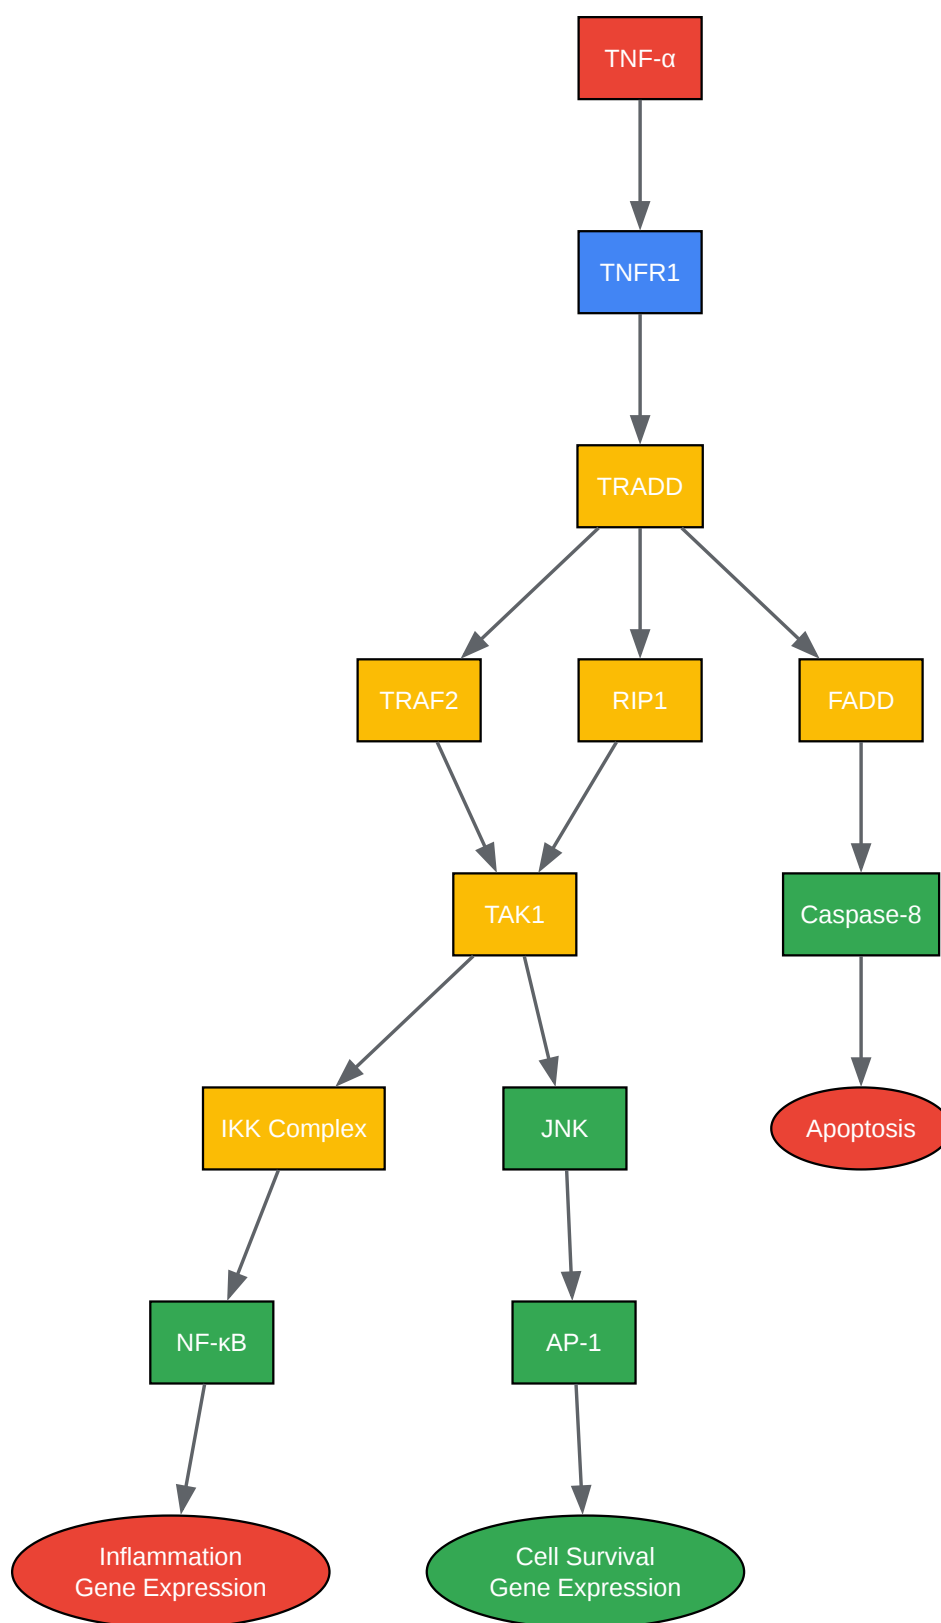 TNF-α
TNFR1
TRADD
TRAF2
RIP1
FADD
TAK1
Caspase-8
IKK Complex
JNK
Apoptosis
NF-κB
AP-1
Inflammation
Gene Expression
Cell Survival
Gene Expression